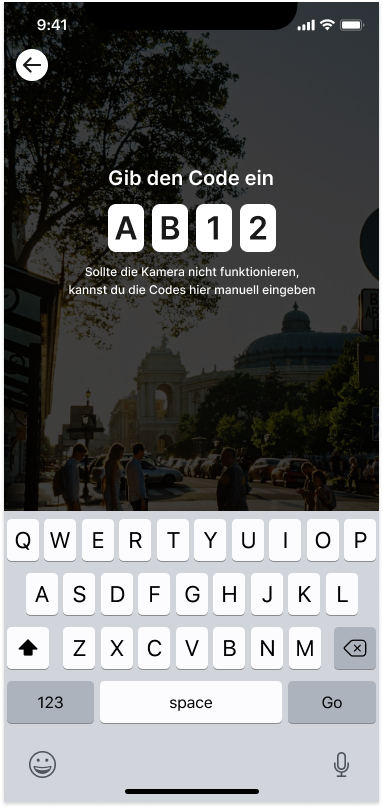 9:41
Gib den Code ein
A B 1 2
Sollte die Kamera nicht funktionieren,
kannst du die Codes hier manuell eingeben
Q W E R T Y U I O P
A S D F G H J K L
Z X C V B N M
123 space Go